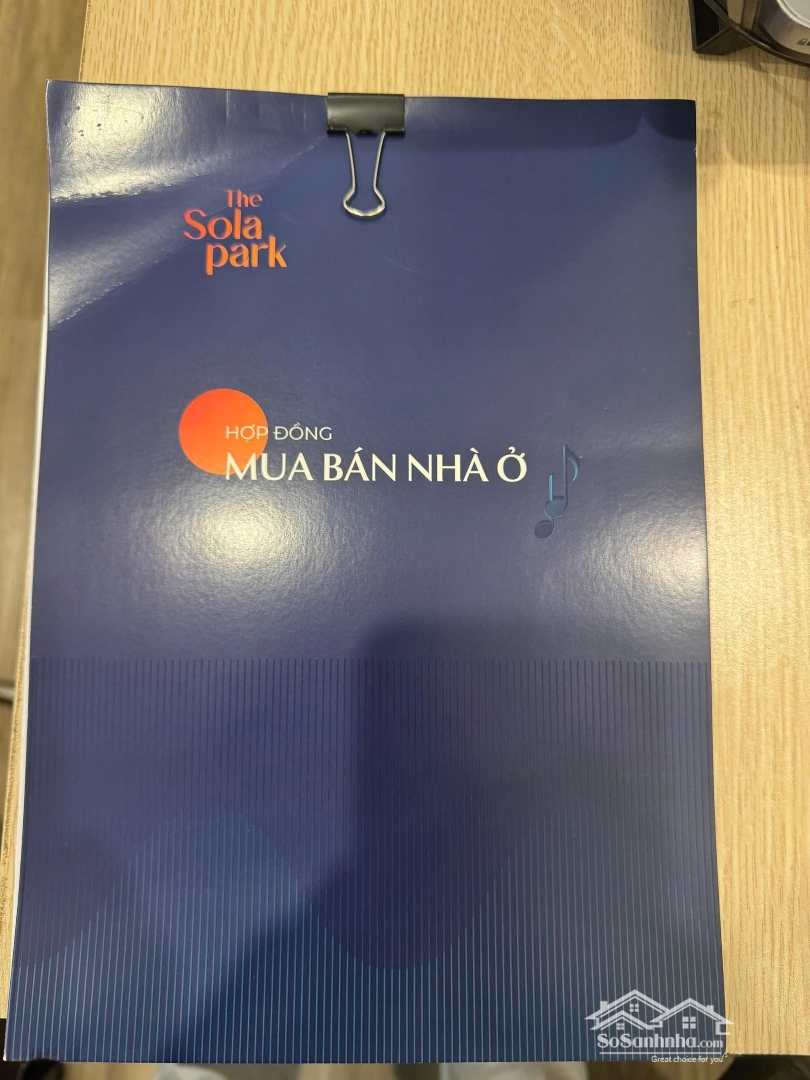 The
Sola
park
HỢP ĐỒNG
MUA BÁN NHÀ Ở
SoSanhnha.com
Great choice for you